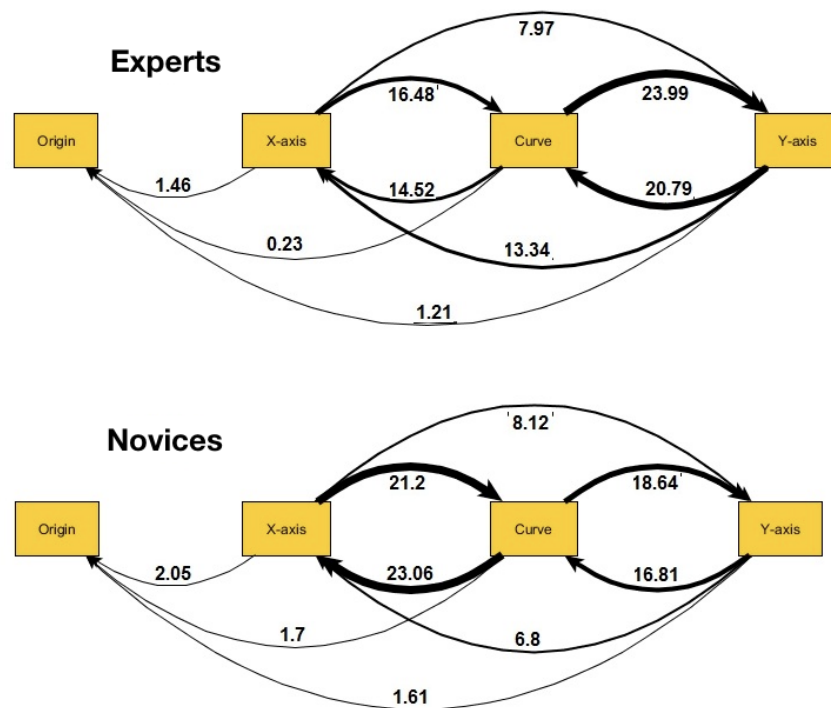 7.97
Experts
16.48
23.99
Origin
X-axis
Curve
Y-axis
1.46
14.52
20.79
0.23
13.34
1.21
8.12
Novices
21.2
18.64
Origin
X-axis
Curve
Y-axis
2.05
23.06
16.81
1.7
6.8
1.61